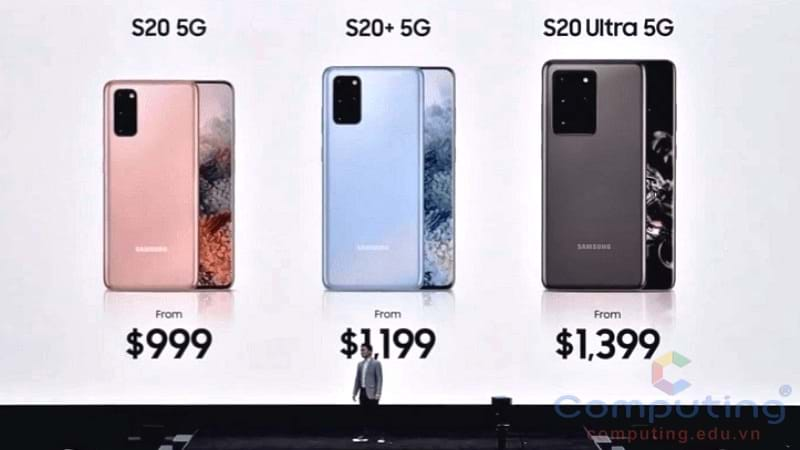 S20 5G
S20+ 5G
S20 Ultra 5G
SAMSUNG
SAMSUNG
SAMSUNG
From
From
From
$999
$1,199
$1,399
Computing®
computing.edu.vn